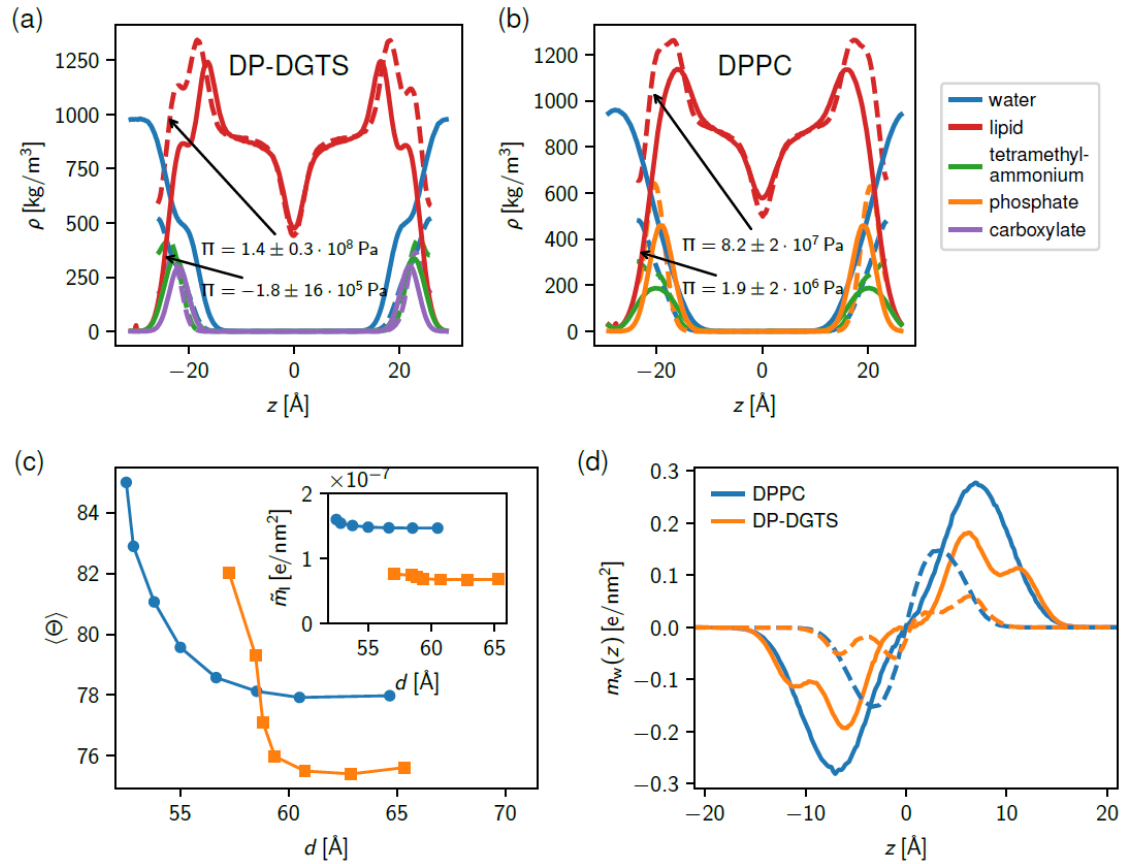 (a)
DP-DGTS
ρ [kg/m³]
1250
1000
750
500
250
0
Π = 1.4 ± 0.3 · 10⁸ Pa
Π = −1.8 ± 16 · 10⁵ Pa
−20
0
20
z [Å]
(b)
DPPC
ρ [kg/m³]
1200
1000
800
600
400
200
0
Π = 8.2 ± 2 · 10⁷ Pa
Π = 1.9 ± 2 · 10⁶ Pa
−20
0
20
z [Å]
water
lipid
tetramethyl-
ammonium
phosphate
carboxylate
(c)
⟨Θ⟩
84
82
80
78
76
55
60
65
70
d [Å]
×10⁻⁷
m̃ₗ [e/nm²]
2
1
0
55
60
65
d [Å]
(d)
DPPC
DP-DGTS
m_w(z) [e/nm²]
0.3
0.2
0.1
0.0
−0.1
−0.2
−0.3
−20
−10
0
10
20
z [Å]